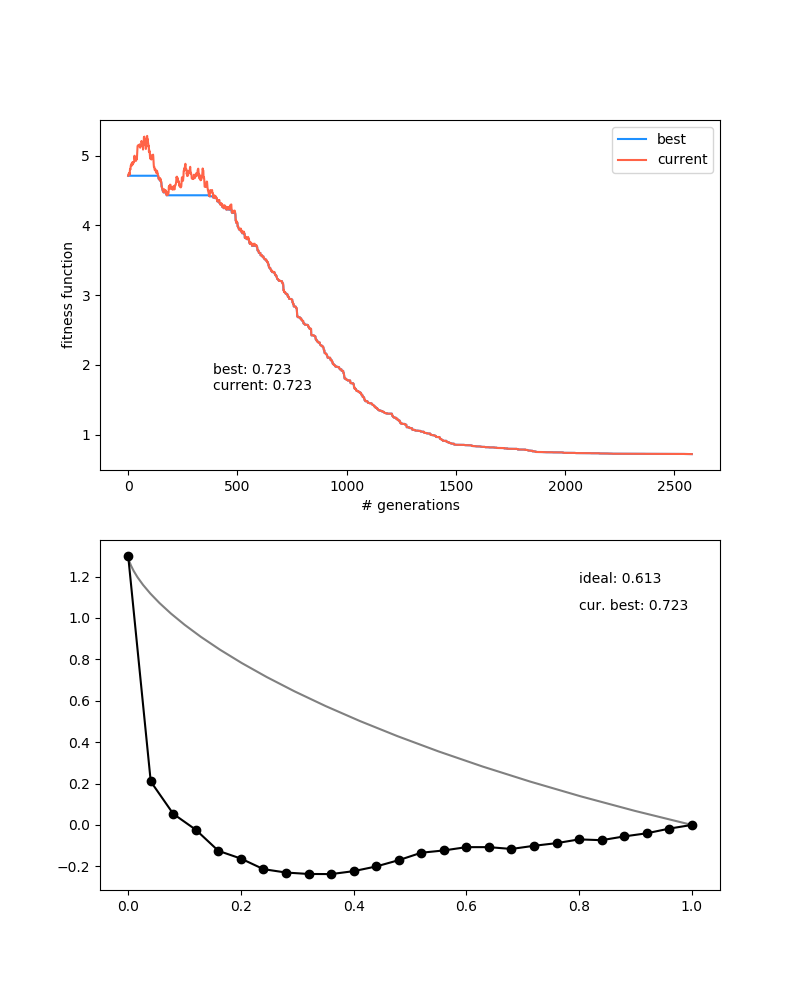 best
current
5
4
3
2
1
fitness function
best: 0.723
current: 0.723
0 500 1000 1500 2000 2500
# generations
ideal: 0.613
cur. best: 0.723
1.2
1.0
0.8
0.6
0.4
0.2
0.0
−0.2
0.0 0.2 0.4 0.6 0.8 1.0